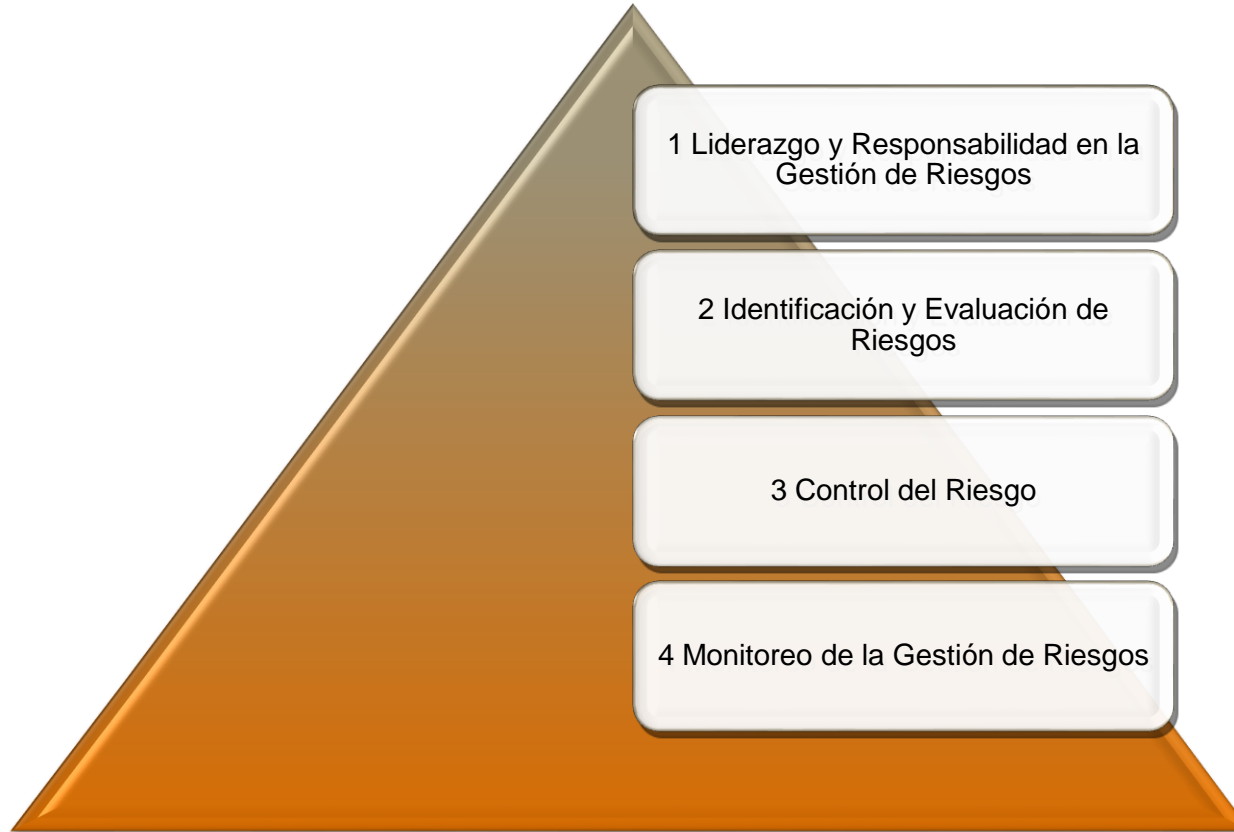 1 Liderazgo y Responsabilidad en la
Gestión de Riesgos
2 Identificación y Evaluación de
Riesgos
3 Control del Riesgo
4 Monitoreo de la Gestión de Riesgos